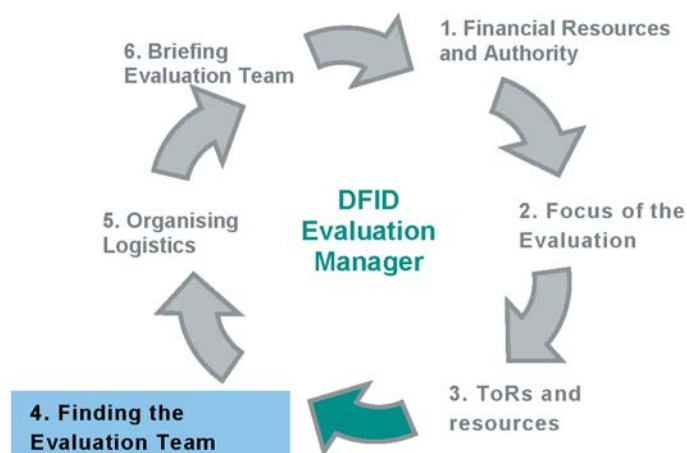 1. Financial Resources
and Authority
2. Focus of the
Evaluation
3. ToRs and
resources
4. Finding the
Evaluation Team
5. Organising
Logistics
6. Briefing
Evaluation Team
DFID
Evaluation
Manager